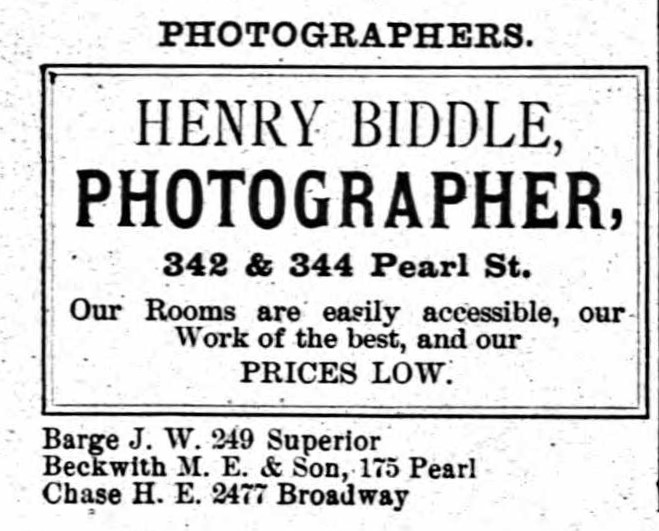 PHOTOGRAPHERS.
HENRY BIDDLE,
PHOTOGRAPHER,
342 & 344 Pearl St.
Our Rooms are easily accessible, our
Work of the best, and our
PRICES LOW.
Barge J. W. 249 Superior
Beckwith M. E. & Son, 175 Pearl
Chase H. E. 2477 Broadway